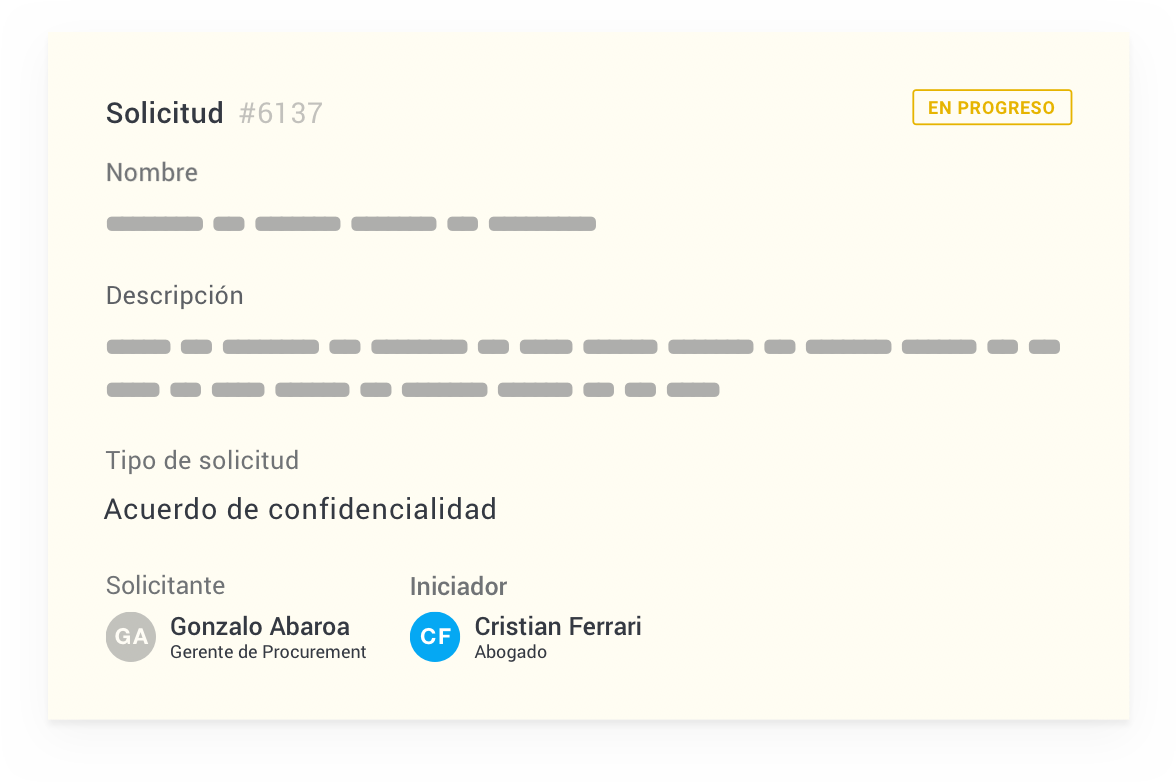 Solicitud #6137
EN PROGRESO
Nombre
Descripción
Tipo de solicitud
Acuerdo de confidencialidad
Solicitante
Iniciador
GA
Gonzalo Abaroa
Gerente de Procurement
CF
Cristian Ferrari
Abogado